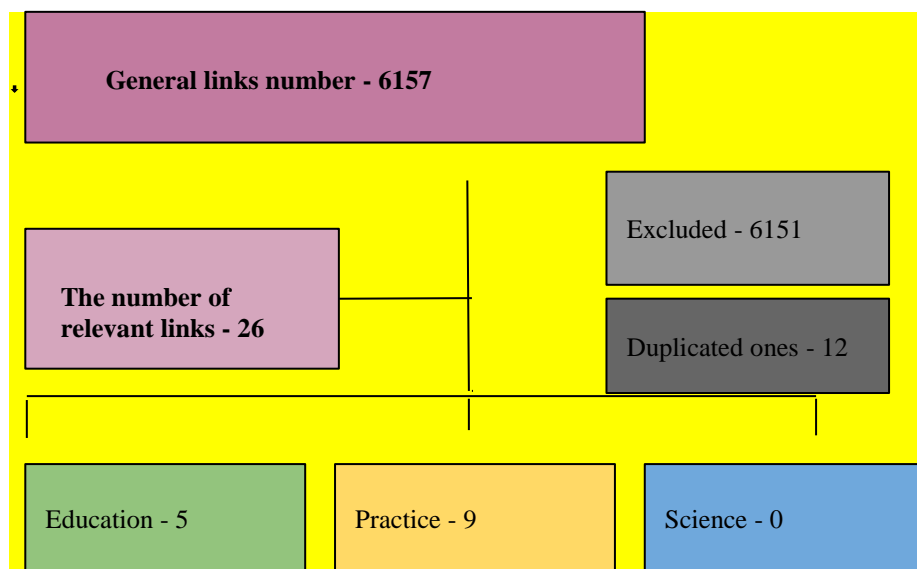 General links number - 6157
Excluded - 6151
The number of
relevant links - 26
Duplicated ones - 12
Education - 5
Practice - 9
Science - 0